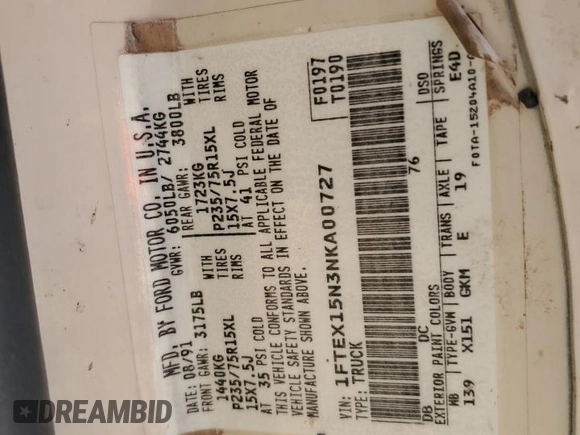 MFD. BY FORD MOTOR CO. IN U.S.A.
DATE: 08/91 GVWR: 6050LB/ 2744KG
FRONT GAWR: 3175LB REAR GAWR: 3800LB
1440KG WITH 1723KG WITH
P235/75R15XL TIRES P235/75R15XL TIRES
15X7.5J RIMS 15X7.5J RIMS
AT 35 PSI COLD AT 41 PSI COLD
THIS VEHICLE CONFORMS TO ALL APPLICABLE FEDERAL MOTOR
VEHICLE SAFETY STANDARDS IN EFFECT ON THE DATE OF
MANUFACTURE SHOWN ABOVE.
F0197
T0190
VIN: 1FTEX15N3NKA00727
TYPE: TRUCK
76
DB DC
EXTERIOR PAINT COLORS DSO
WB TYPE-GVM BODY TRANS AXLE TAPE SPRINGS
139 X151 GKM E 19 E4D
F0TA-15204A10-
DREAMBID